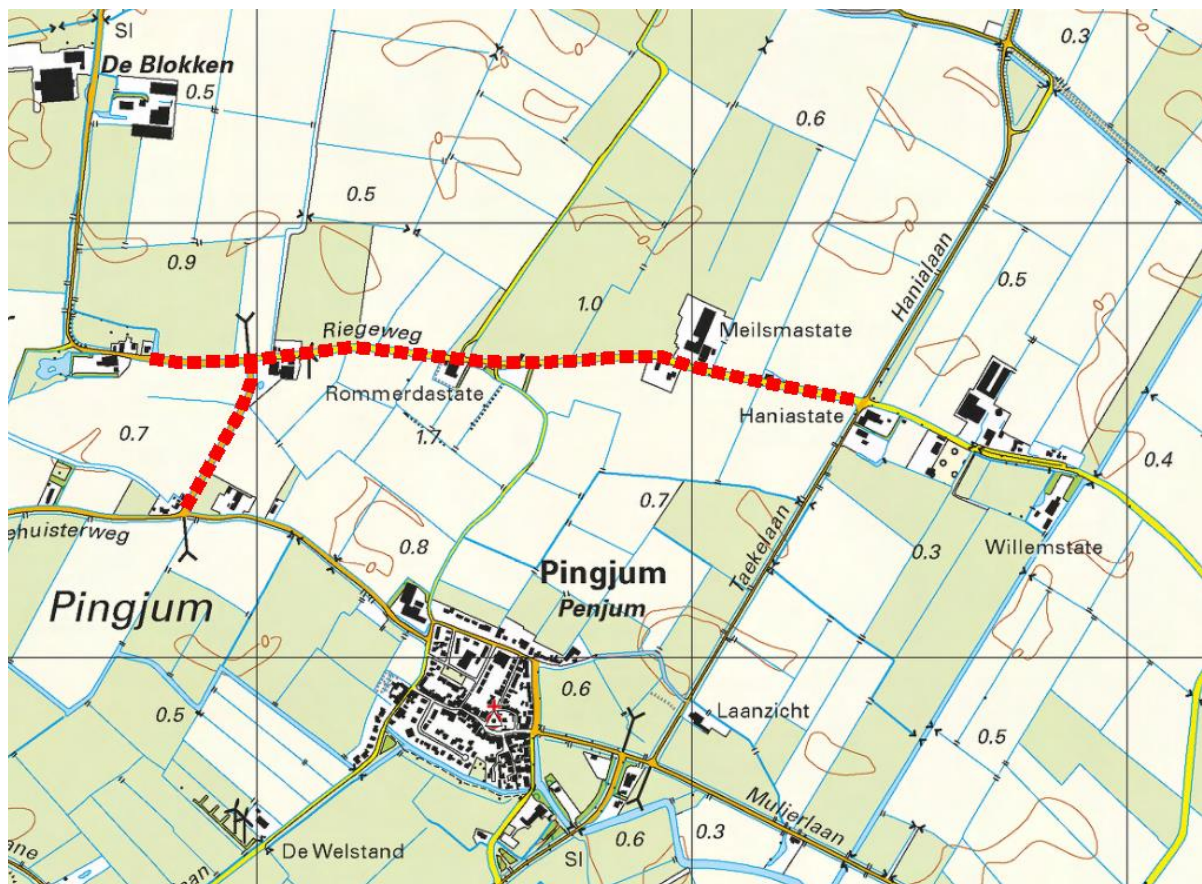 SI
De Blokken
0.5
0.3
0.6
0.5
0.9
Hanialaan
0.5
1.0
Riegeweg
Meilsmastate
Rommerdastate
Haniastate
0.7
1.7
0.4
0.7
ehuisterweg
0.8
Taekelaan
0.3
Willemstate
Pingjum
Pingjum
Penjum
0.6
0.5
Laanzicht
0.5
Mulierlaan
0.6
0.3
De Welstand
SI
ane
aan